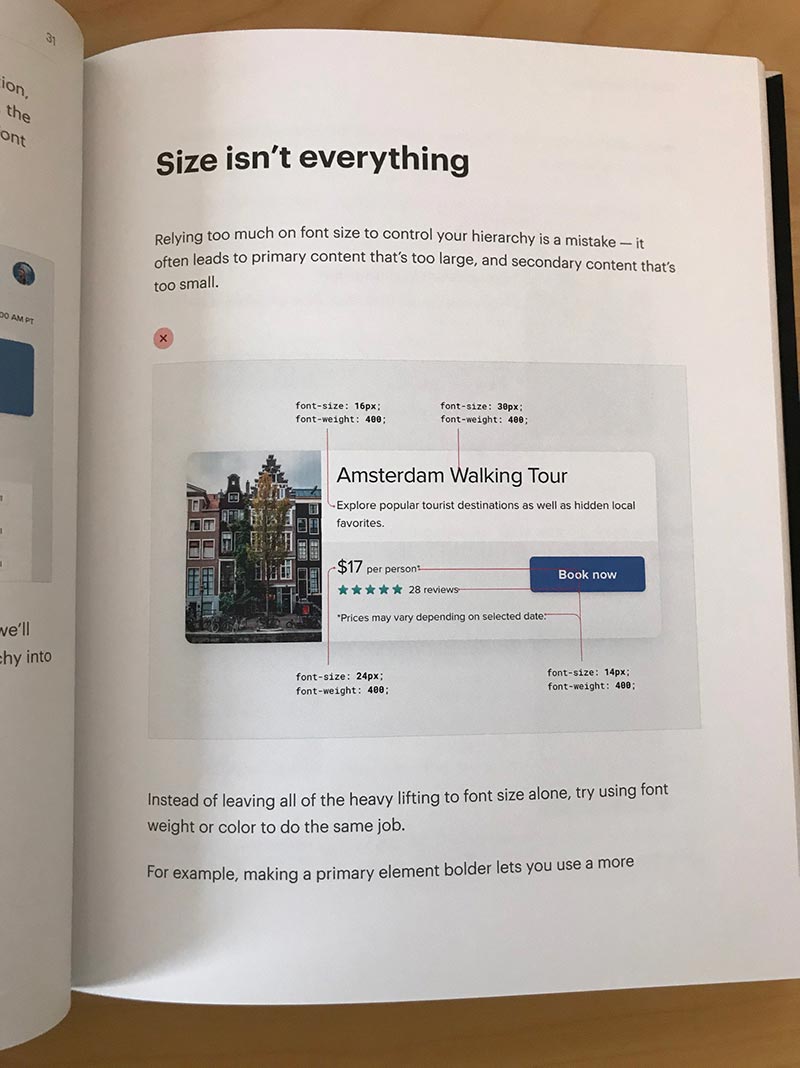 31
ion,
the
font
00 AM PT
we'll
chy into
Size isn't everything
Relying too much on font size to control your hierarchy is a mistake — it
often leads to primary content that's too large, and secondary content that's
too small.
font-size: 16px;
font-weight: 400;
font-size: 30px;
font-weight: 400;
Amsterdam Walking Tour
Explore popular tourist destinations as well as hidden local
favorites.
$17 per person*
Book now
28 reviews
*Prices may vary depending on selected date.
font-size: 24px;
font-weight: 400;
font-size: 14px;
font-weight: 400;
Instead of leaving all of the heavy lifting to font size alone, try using font
weight or color to do the same job.
For example, making a primary element bolder lets you use a more